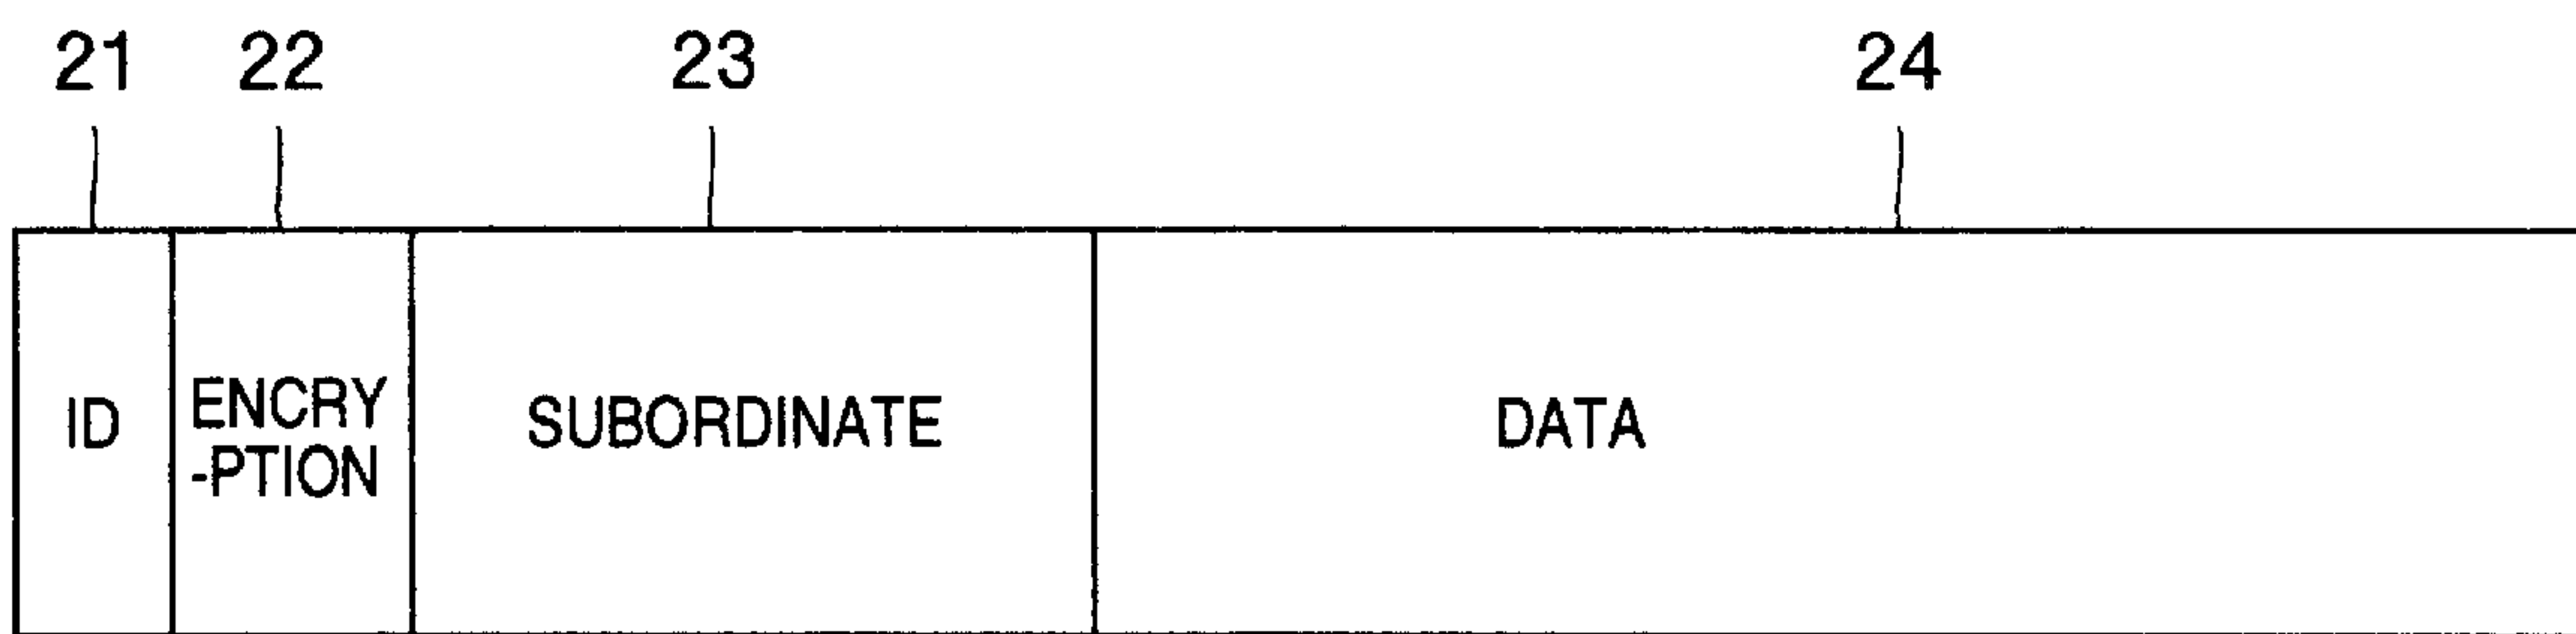 21 22 23 24
ID ENCRY
-PTION SUBORDINATE DATA